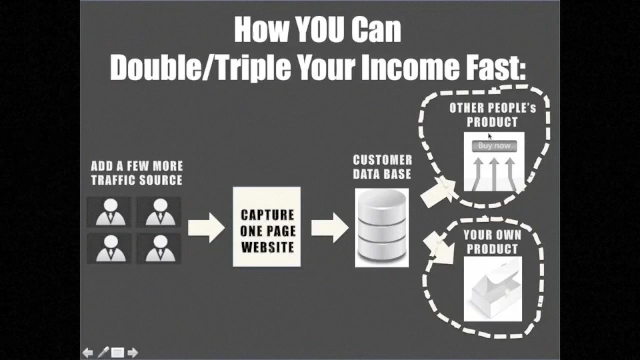 How YOU Can
Double/Triple Your Income Fast:
OTHER PEOPLE's
PRODUCT
Buy now
ADD A FEW MORE
TRAFFIC SOURCE
CAPTURE
ONE PAGE
WEBSITE
CUSTOMER
DATA BASE
YOUR OWN
PRODUCT